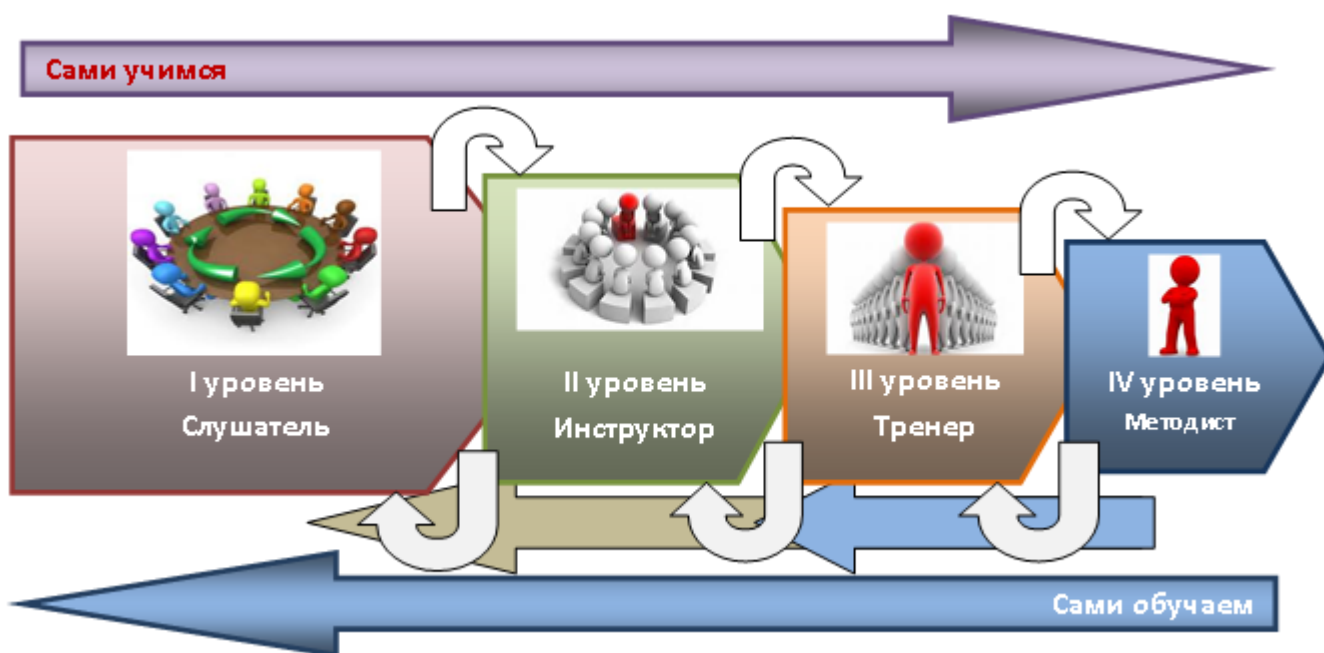 Сами учимся
I уровень
Слушатель
II уровень
Инструктор
III уровень
Тренер
IV уровень
Методист
Сами обучаем